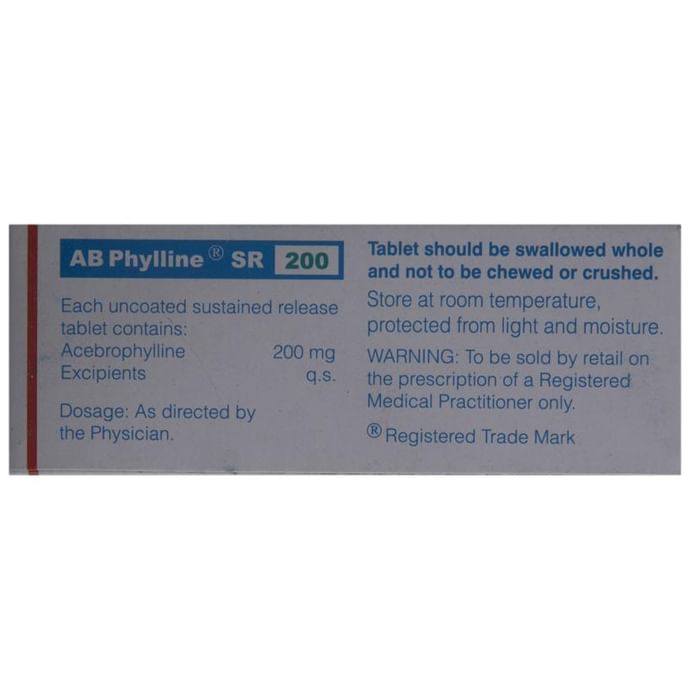 AB Phylline ® SR 200
Each uncoated sustained release
tablet contains:
Acebrophylline 200 mg
Excipients q.s.
Dosage: As directed by
the Physician.
Tablet should be swallowed whole
and not to be chewed or crushed.
Store at room temperature,
protected from light and moisture.
WARNING: To be sold by retail on
the prescription of a Registered
Medical Practitioner only.
® Registered Trade Mark